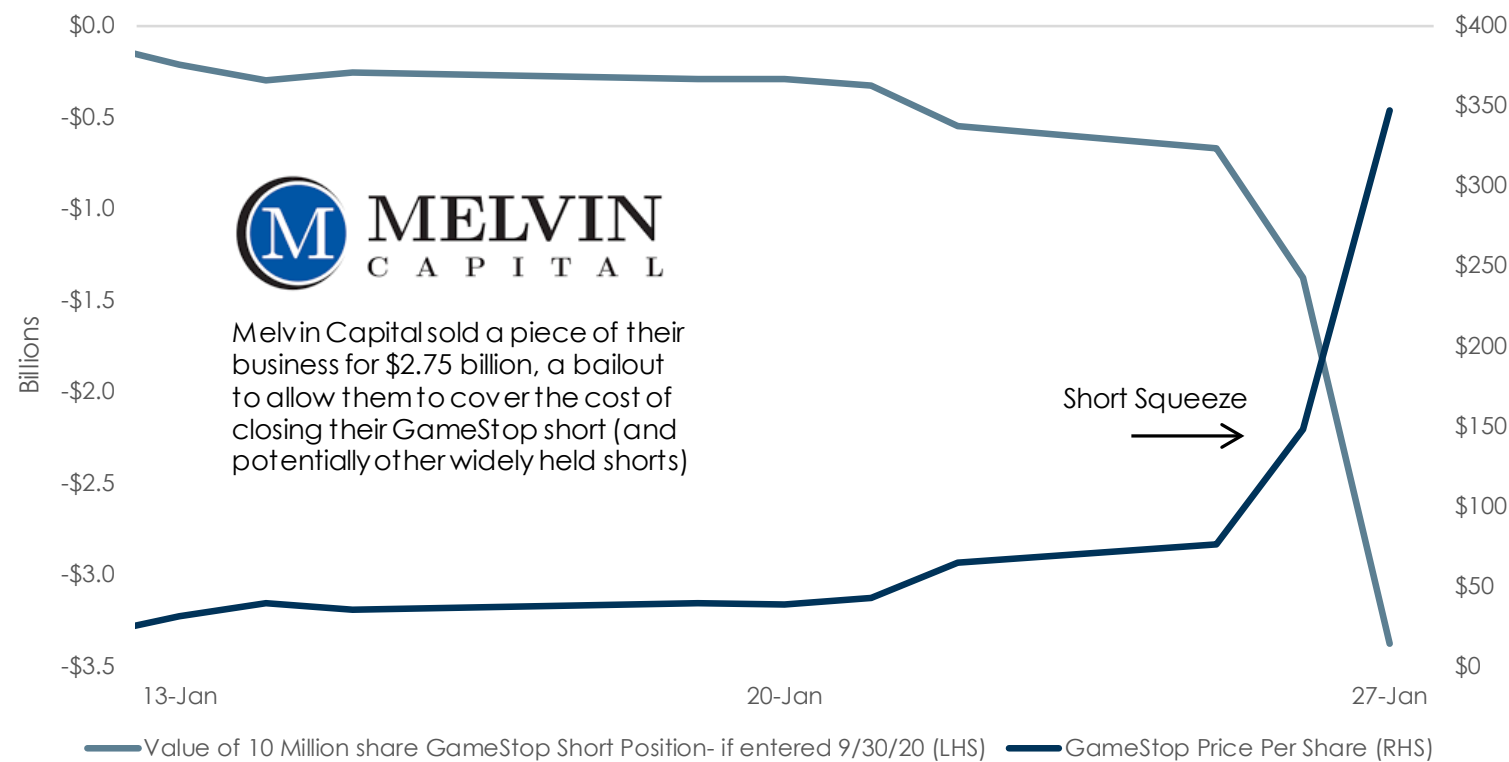 $0.0
-$0.5
-$1.0
-$1.5
-$2.0
-$2.5
-$3.0
-$3.5
Billions
$400
$350
$300
$250
$200
$150
$100
$50
$0
M MELVIN
CAPITAL
Melvin Capital sold a piece of their
business for $2.75 billion, a bailout
to allow them to cover the cost of
closing their GameStop short (and
potentially other widely held shorts)
Short Squeeze
13-Jan 20-Jan 27-Jan
Value of 10 Million share GameStop Short Position- if entered 9/30/20 (LHS) GameStop Price Per Share (RHS)